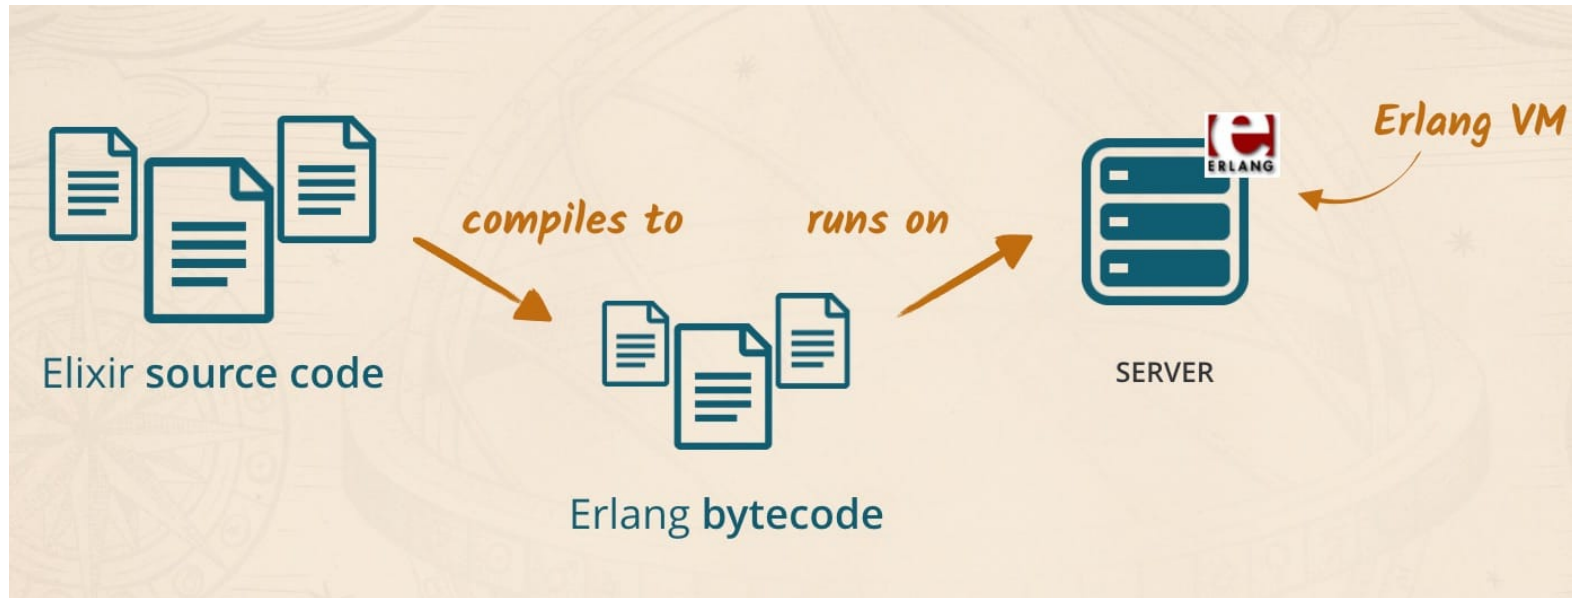 Elixir source code
compiles to
Erlang bytecode
runs on
e
ERLANG
SERVER
Erlang VM